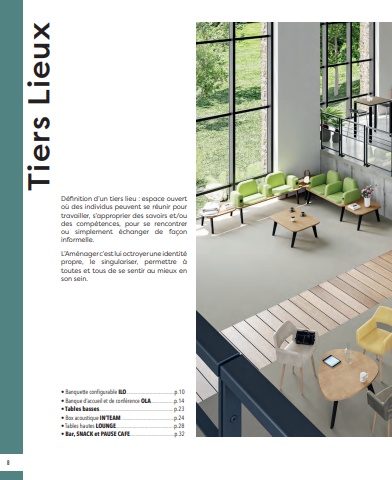 Tiers Lieux
Définition d'un tiers lieu : espace ouvert
où des individus peuvent se réunir pour
travailler, s'approprier des savoirs et/ou
des compétences, pour se rencontrer
ou simplement échanger de façon
informelle.
L'Aménager c'est lui octroyer une identité
propre, le singulariser, permettre à
toutes et tous de se sentir au mieux en
son sein.
• Banquette configurable ILO p.10
• Banque d'accueil et de conférence OLA p.14
• Tables basses p.23
• Box acoustique IN'TEAM p.24
• Tables hautes LOUNGE p.28
• Bar, SNACK et PAUSE CAFE p.32
8